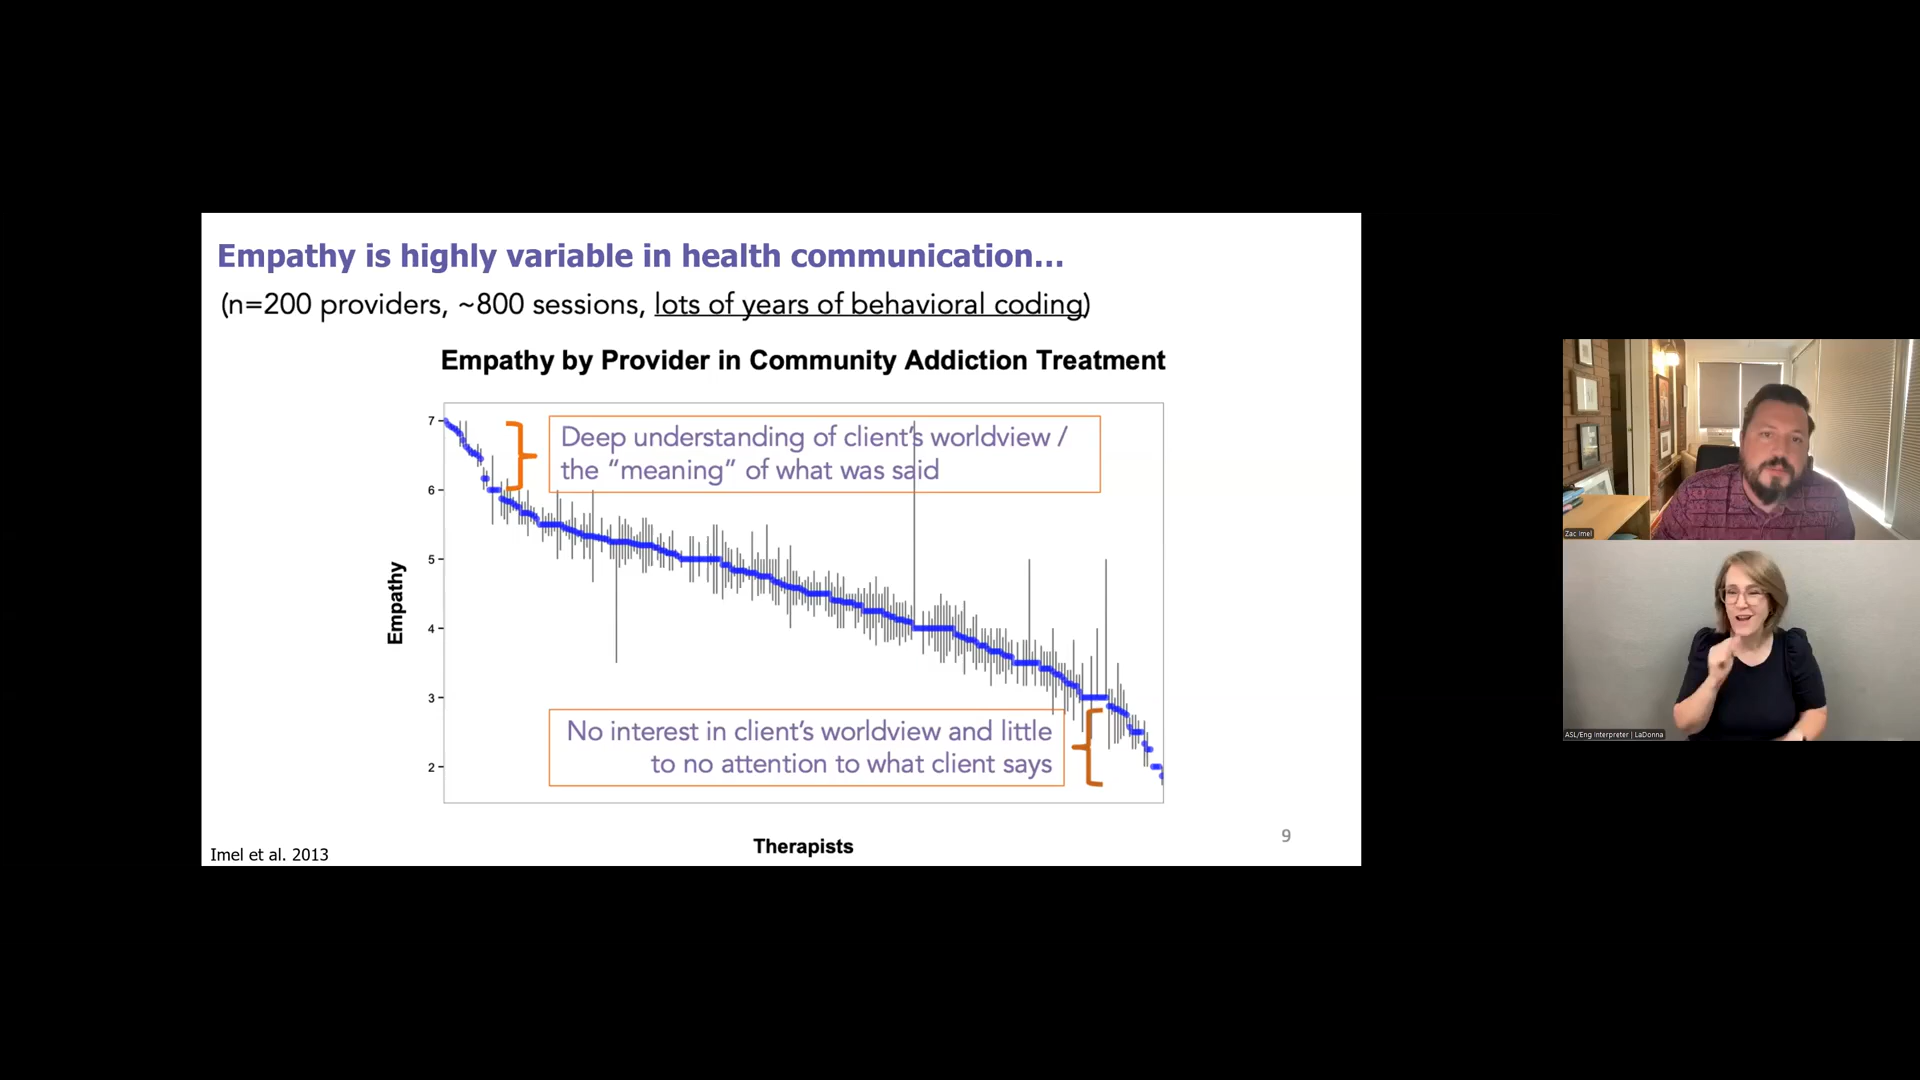 Empathy is highly variable in health communication...
(n=200 providers, ~800 sessions, lots of years of behavioral coding)
Empathy by Provider in Community Addiction Treatment
7
6
5
4
3
2
Empathy
Deep understanding of client's worldview /
the “meaning” of what was said
No interest in client's worldview and little
to no attention to what client says
Therapists
9
Imel et al. 2013
Zac Imel
ASL/Eng Interpreter | LaDonna